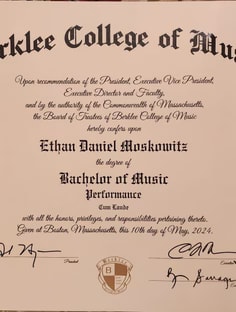 rklee College of Mu
Upon recommendation of the President, Executive Vice President,
Executive Director and Faculty,
and by the authority of the Commonwealth of Massachusetts,
the Board of Trustees of Berklee College of Music
hereby confers upon
Ethan Daniel Moskowitz
the degree of
Bachelor of Music
Performance
Cum Laude
with all the honors, privileges, and responsibilities pertaining thereto.
Given at Boston, Massachusetts, this 10th day of May, 2024.
President
Berklee
B